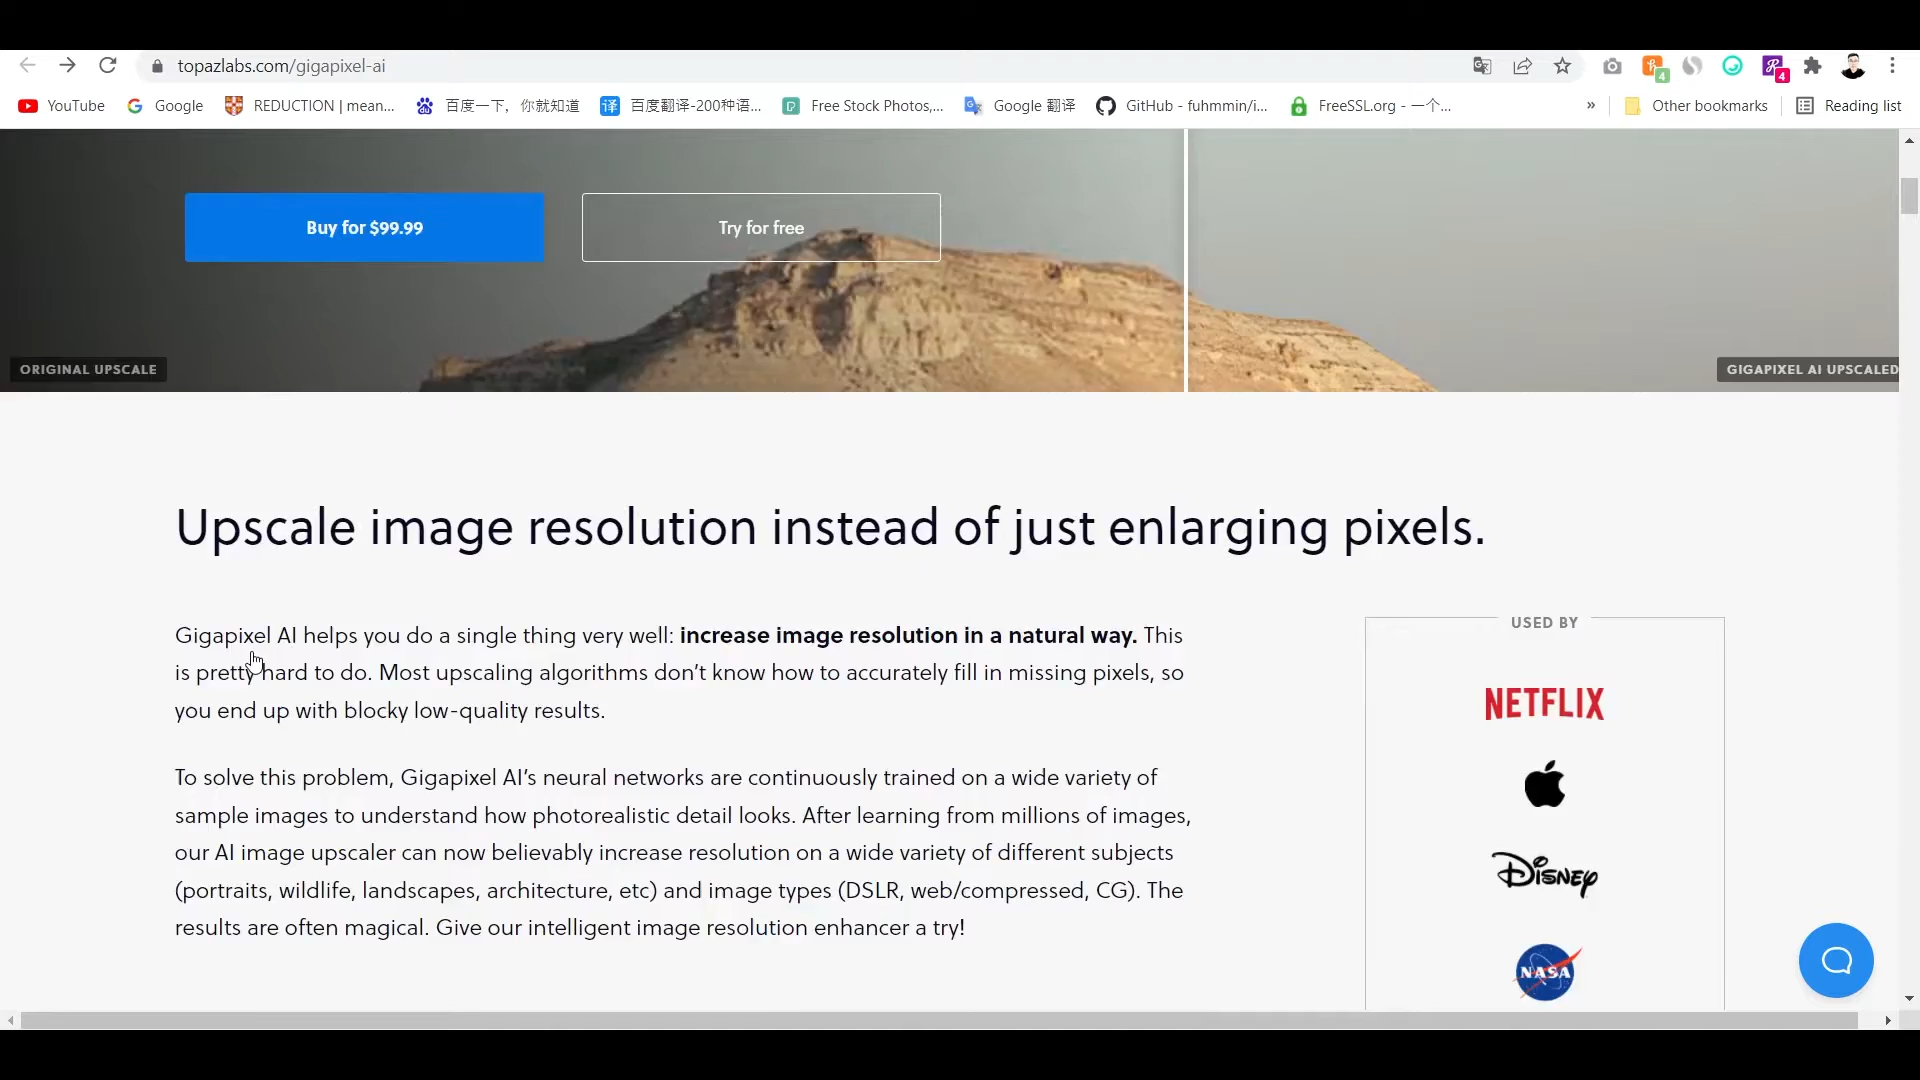 topazlabs.com/gigapixel-ai
4
4
YouTube
Google
REDUCTION | mean...
百度一下，你就知道
译 百度翻译-200种语...
Free Stock Photos,...
Google 翻译
GitHub - fuhmmin/i...
FreeSSL.org - 一个...
»
Other bookmarks
Reading list
Buy for $99.99
Try for free
ORIGINAL UPSCALE
GIGAPIXEL AI UPSCALED
Upscale image resolution instead of just enlarging pixels.
Gigapixel AI helps you do a single thing very well: increase image resolution in a natural way. This
is pretty hard to do. Most upscaling algorithms don’t know how to accurately fill in missing pixels, so
you end up with blocky low-quality results.
To solve this problem, Gigapixel AI’s neural networks are continuously trained on a wide variety of
sample images to understand how photorealistic detail looks. After learning from millions of images,
our AI image upscaler can now believably increase resolution on a wide variety of different subjects
(portraits, wildlife, landscapes, architecture, etc) and image types (DSLR, web/compressed, CG). The
results are often magical. Give our intelligent image resolution enhancer a try!
USED BY
NETFLIX
Disney
NASA